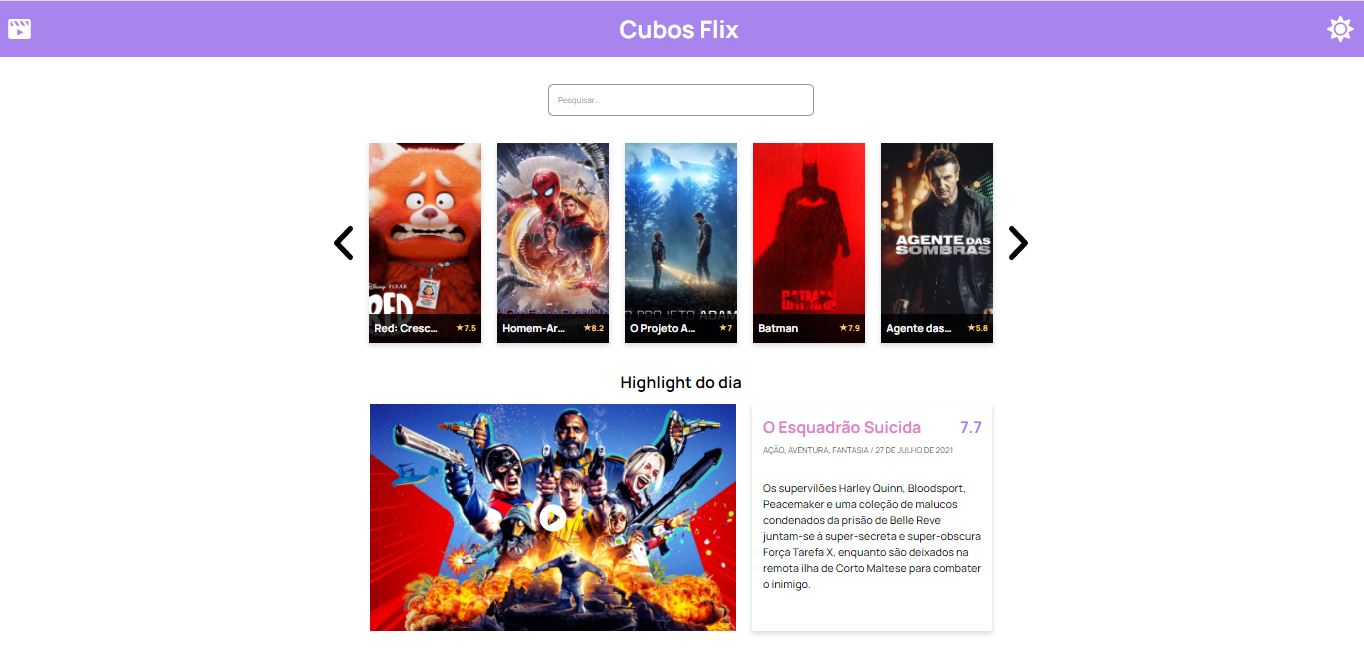 Cubos Flix
Pesquisar...
Disney PIXAR
RED
AGENTE DAS
SOMBRAS
HOMEM-ARANHA
O PROJETO ADAM
BATMAN
Red: Cresc... ★7.5
Homem-Ar... ★8.2
O Projeto A... ★7
Batman ★7.9
Agente das... ★5.8
Highlight do dia
O Esquadrão Suicida 7.7
AÇÃO, AVENTURA, FANTASIA / 27 DE JULHO DE 2021
Os supervilões Harley Quinn, Bloodsport,
Peacemaker e uma coleção de malucos
condenados da prisão de Belle Reve
juntam-se à super-secreta e super-obscura
Força Tarefa X, enquanto são deixados na
remota ilha de Corto Maltese para combater
o inimigo.